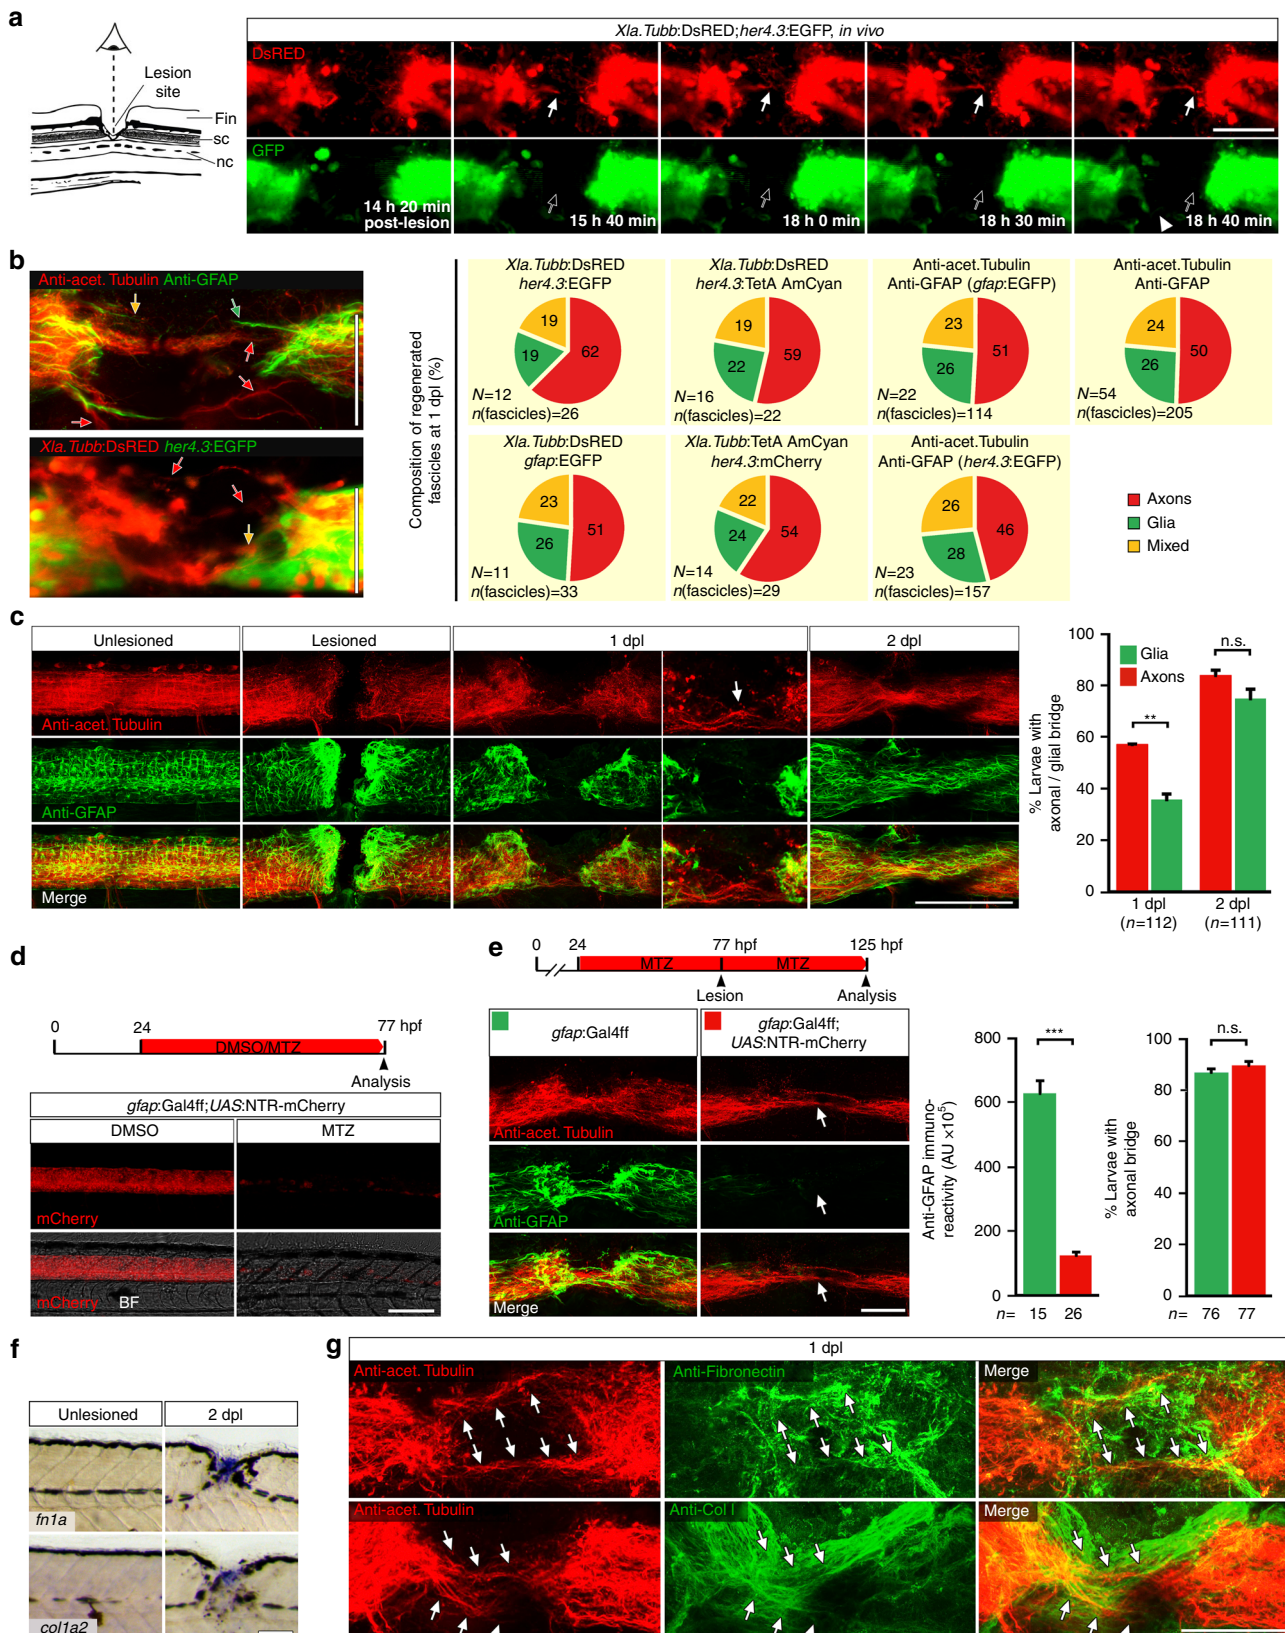 a
Xla.Tubb:DsRED;her4.3:EGFP, in vivo
Lesion
site
Fin
sc
nc
DsRED
GFP
14 h 20 min
post-lesion
15 h 40 min
18 h 0 min
18 h 30 min
18 h 40 min
b
Anti-acet. Tubulin Anti-GFAP
Xla.Tubb:DsRED her4.3:EGFP
Composition of regenerated
fascicles at 1 dpl (%)
Xla.Tubb:DsRED
her4.3:EGFP
19
19
62
N=12
n(fascicles)=26
Xla.Tubb:DsRED
her4.3:TetA AmCyan
19
22
59
N=16
n(fascicles)=22
Anti-acet.Tubulin
Anti-GFAP (gfap:EGFP)
23
26
51
N=22
n(fascicles)=114
Anti-acet.Tubulin
Anti-GFAP
24
26
50
N=54
n(fascicles)=205
Xla.Tubb:DsRED
gfap:EGFP
23
26
51
N=11
n(fascicles)=33
Xla.Tubb:TetA AmCyan
her4.3:mCherry
22
24
54
N=14
n(fascicles)=29
Anti-acet.Tubulin
Anti-GFAP (her4.3:EGFP)
26
28
46
N=23
n(fascicles)=157
Axons
Glia
Mixed
c
Unlesioned
Lesioned
1 dpl
2 dpl
Anti-acet. Tubulin
Anti-GFAP
Merge
% Larvae with
axonal / glial bridge
100
80
60
40
20
0
Glia
Axons
**
n.s.
1 dpl
(n=112)
2 dpl
(n=111)
d
0
24
77 hpf
DMSO/MTZ
Analysis
gfap:Gal4ff;UAS:NTR-mCherry
DMSO
MTZ
mCherry
mCherry BF
e
0
24
77 hpf
125 hpf
MTZ
MTZ
Lesion
Analysis
gfap:Gal4ff
gfap:Gal4ff;
UAS:NTR-mCherry
Anti-acet. Tubulin
Anti-GFAP
Merge
Anti-GFAP immuno-
reactivity (AU ×10⁵)
800
600
400
200
0
***
n= 15 26
% Larvae with
axonal bridge
100
80
60
40
20
0
n.s.
n= 76 77
f
Unlesioned
2 dpl
fn1a
col1a2
g
1 dpl
Anti-acet. Tubulin
Anti-Fibronectin
Merge
Anti-acet. Tubulin
Anti-Col I
Merge